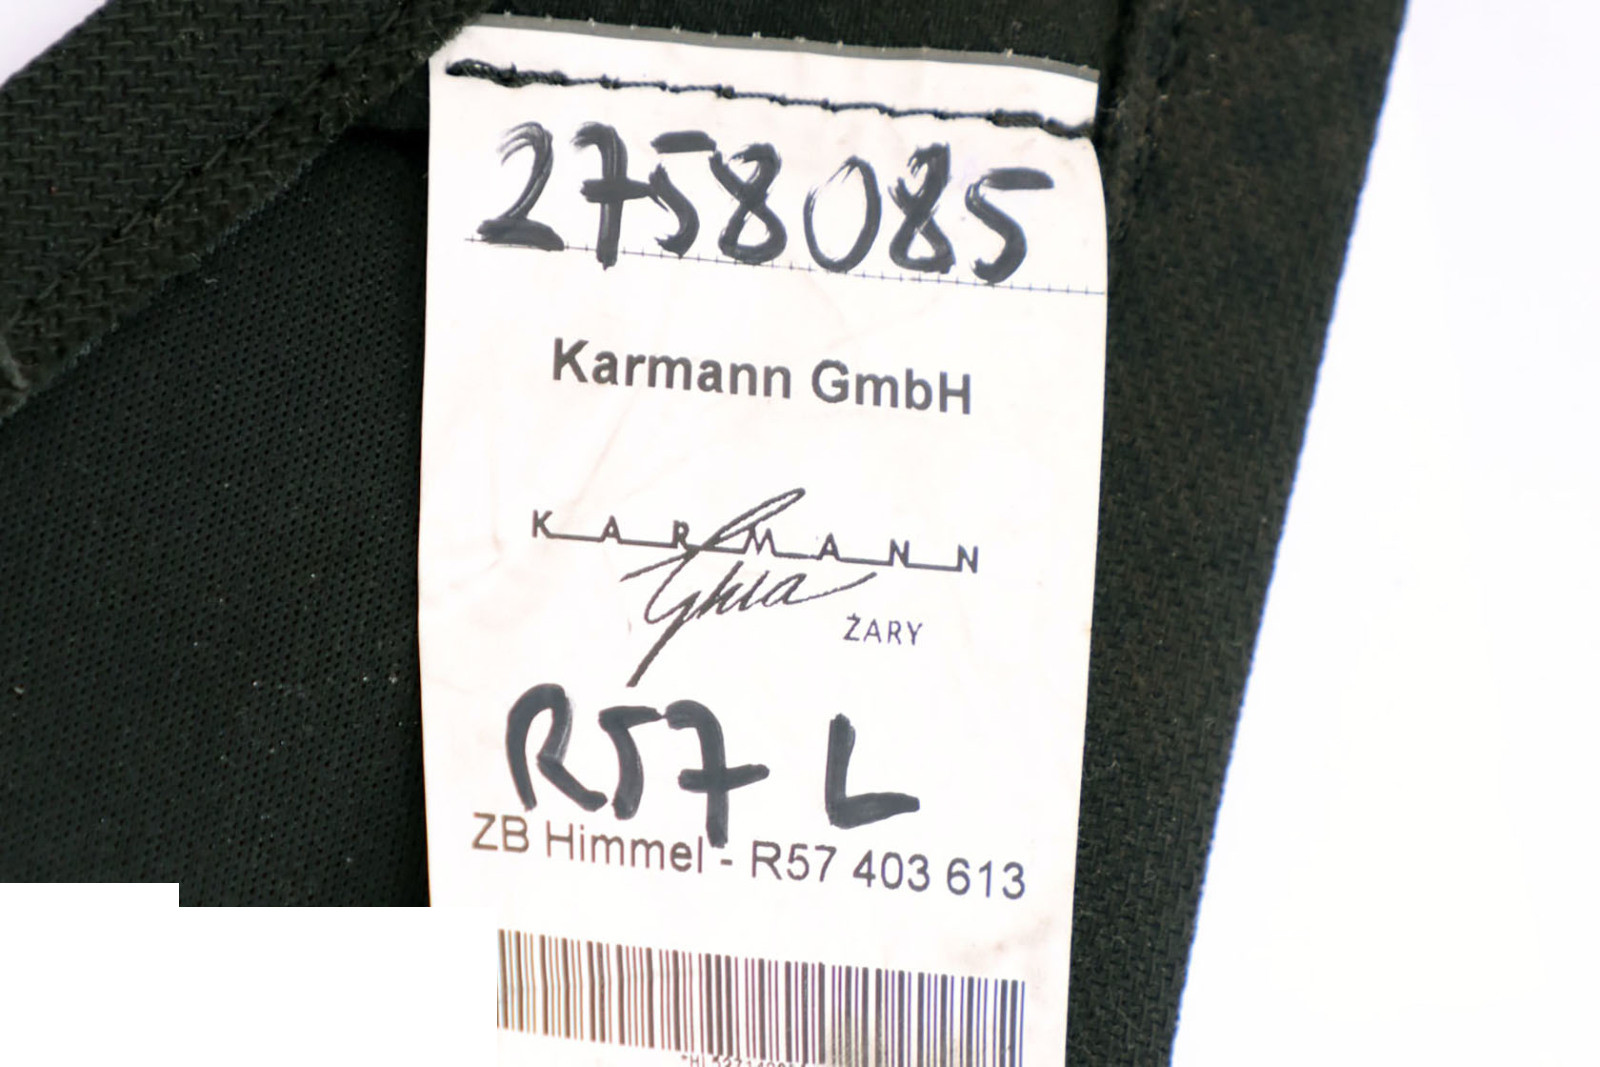 2758085
Karmann GmbH
KARMANN
Ghia
ŻARY
R57 L
ZB Himmel - R57 403 613